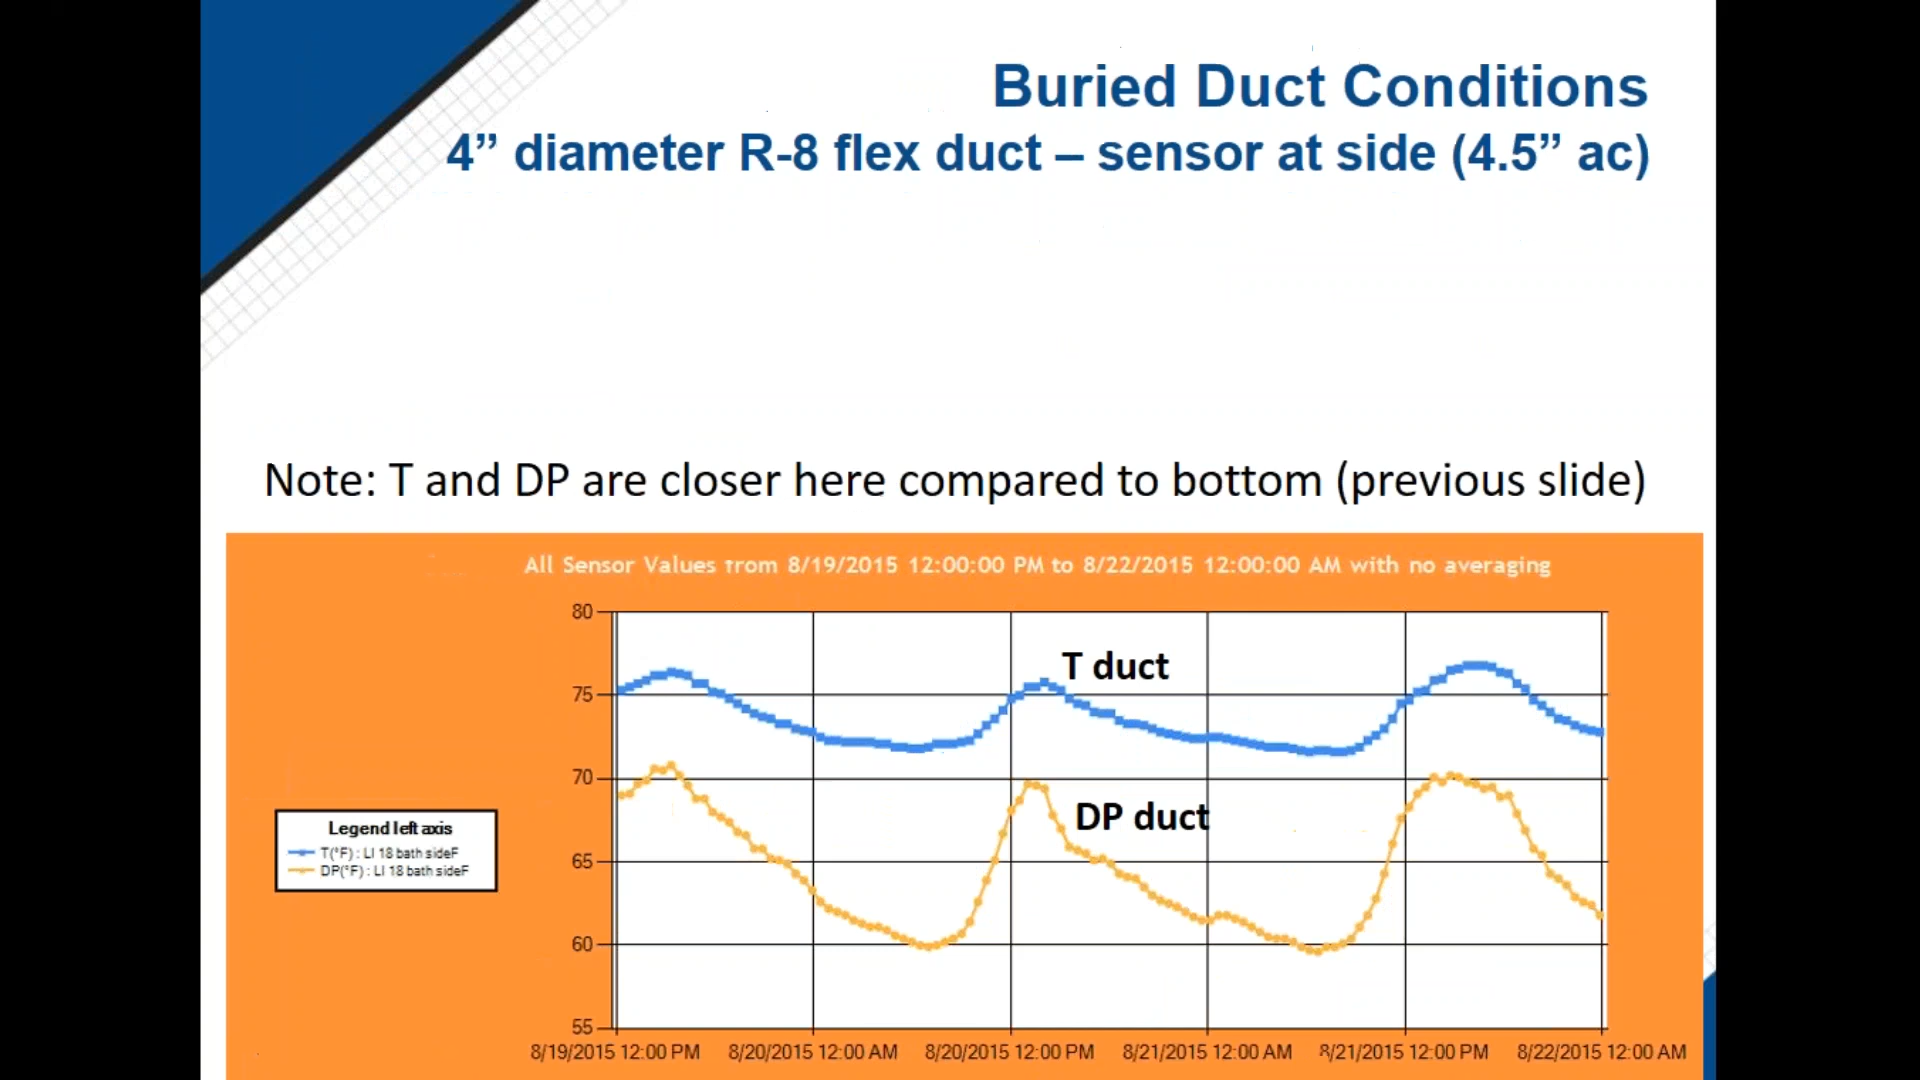 Buried Duct Conditions
4” diameter R-8 flex duct – sensor at side (4.5” ac)
Note: T and DP are closer here compared to bottom (previous slide)
All Sensor Values from 8/19/2015 12:00:00 PM to 8/22/2015 12:00:00 AM with no averaging
80
75
70
65
60
55
T duct
DP duct
Legend left axis
T(°F) : LI 18 bath sideF
DP(°F) : LI 18 bath sideF
8/19/2015 12:00 PM 8/20/2015 12:00 AM 8/20/2015 12:00 PM 8/21/2015 12:00 AM 8/21/2015 12:00 PM 8/22/2015 12:00 AM